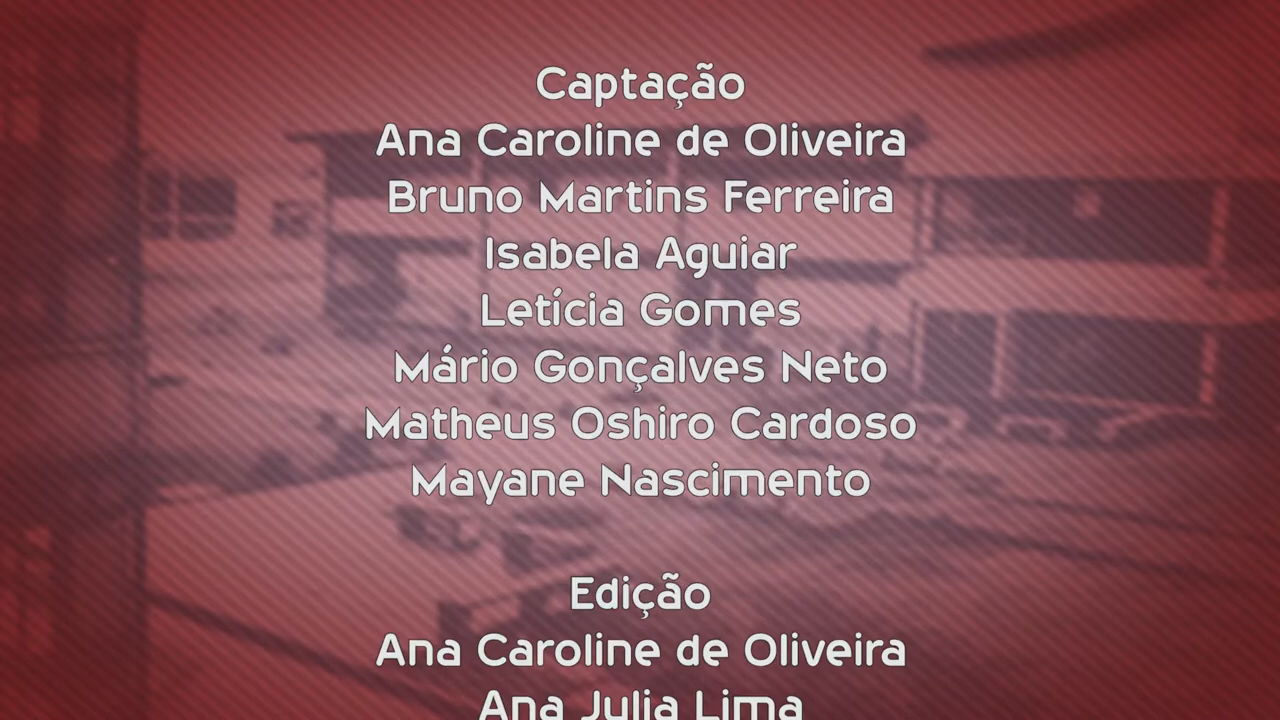 Captação
Ana Caroline de Oliveira
Bruno Martins Ferreira
Isabela Aguiar
Letícia Gomes
Mário Gonçalves Neto
Matheus Oshiro Cardoso
Mayane Nascimento
Edição
Ana Caroline de Oliveira
Ana Julia Lima